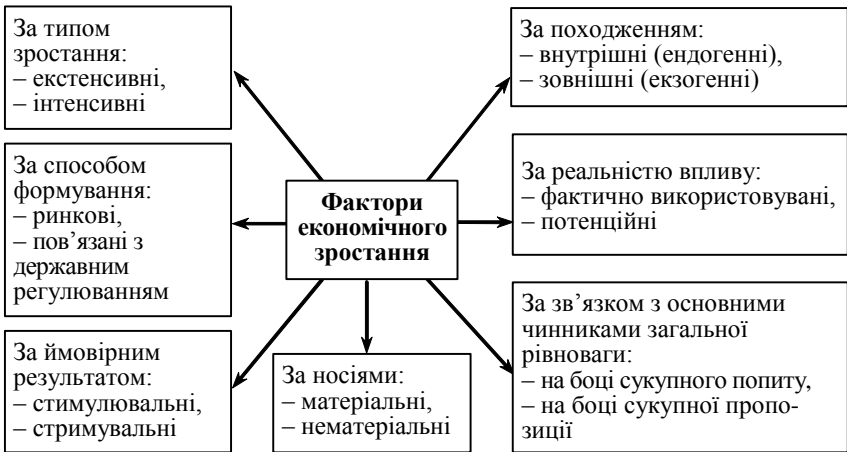 За типом
зростання:
– екстенсивні,
– інтенсивні
За походженням:
– внутрішні (ендогенні),
– зовнішні (екзогенні)
За способом
формування:
– ринкові,
– пов’язані з
державним
регулюванням
Фактори
економічного
зростання
За реальністю впливу:
– фактично використовувані,
– потенційні
За ймовірним
результатом:
– стимулювальні,
– стримувальні
За носіями:
– матеріальні,
– нематеріальні
За зв’язком з основними
чинниками загальної
рівноваги:
– на боці сукупного попиту,
– на боці сукупної пропо-
зиції